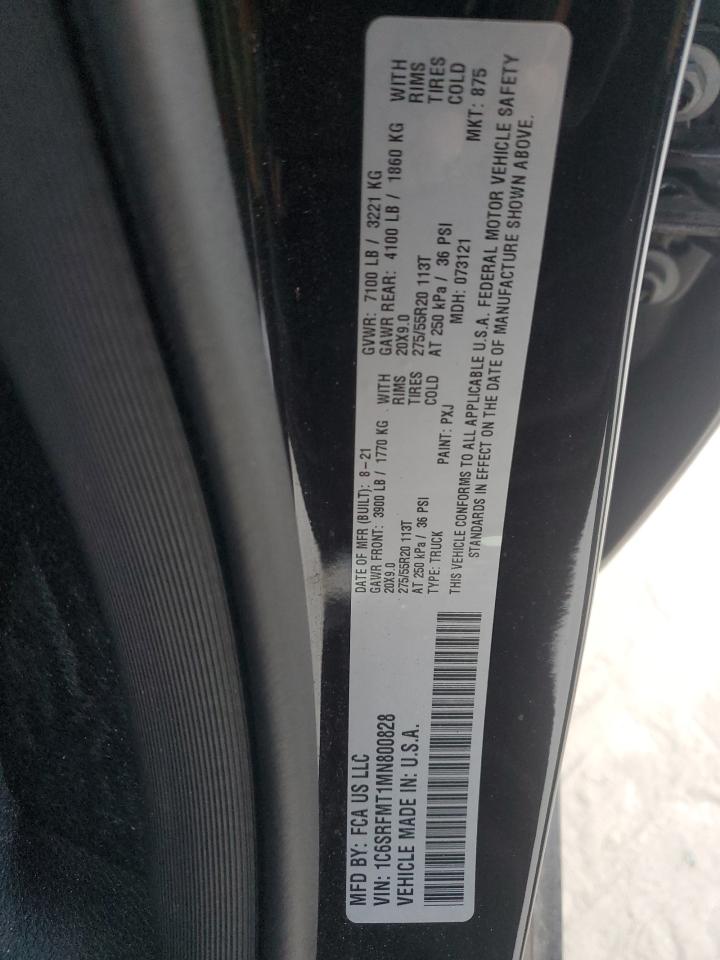 MFD BY: FCA US LLC
VIN: 1C6SRFMT1MN800828
VEHICLE MADE IN: U.S.A.
DATE OF MFR (BUILT): 8-21
GAWR FRONT: 3900 LB / 1770 KG WITH
20X9.0 RIMS
275/55R20 113T TIRES
AT 250 kPa / 36 PSI COLD
TYPE: TRUCK PAINT: PXJ
GVWR: 7100 LB / 3221 KG
GAWR REAR: 4100 LB / 1860 KG WITH
20X9.0 RIMS
275/55R20 113T TIRES
AT 250 kPa / 36 PSI COLD
MDH: 073121 MKT: 875
THIS VEHICLE CONFORMS TO ALL APPLICABLE U.S.A. FEDERAL MOTOR VEHICLE SAFETY
STANDARDS IN EFFECT ON THE DATE OF MANUFACTURE SHOWN ABOVE.